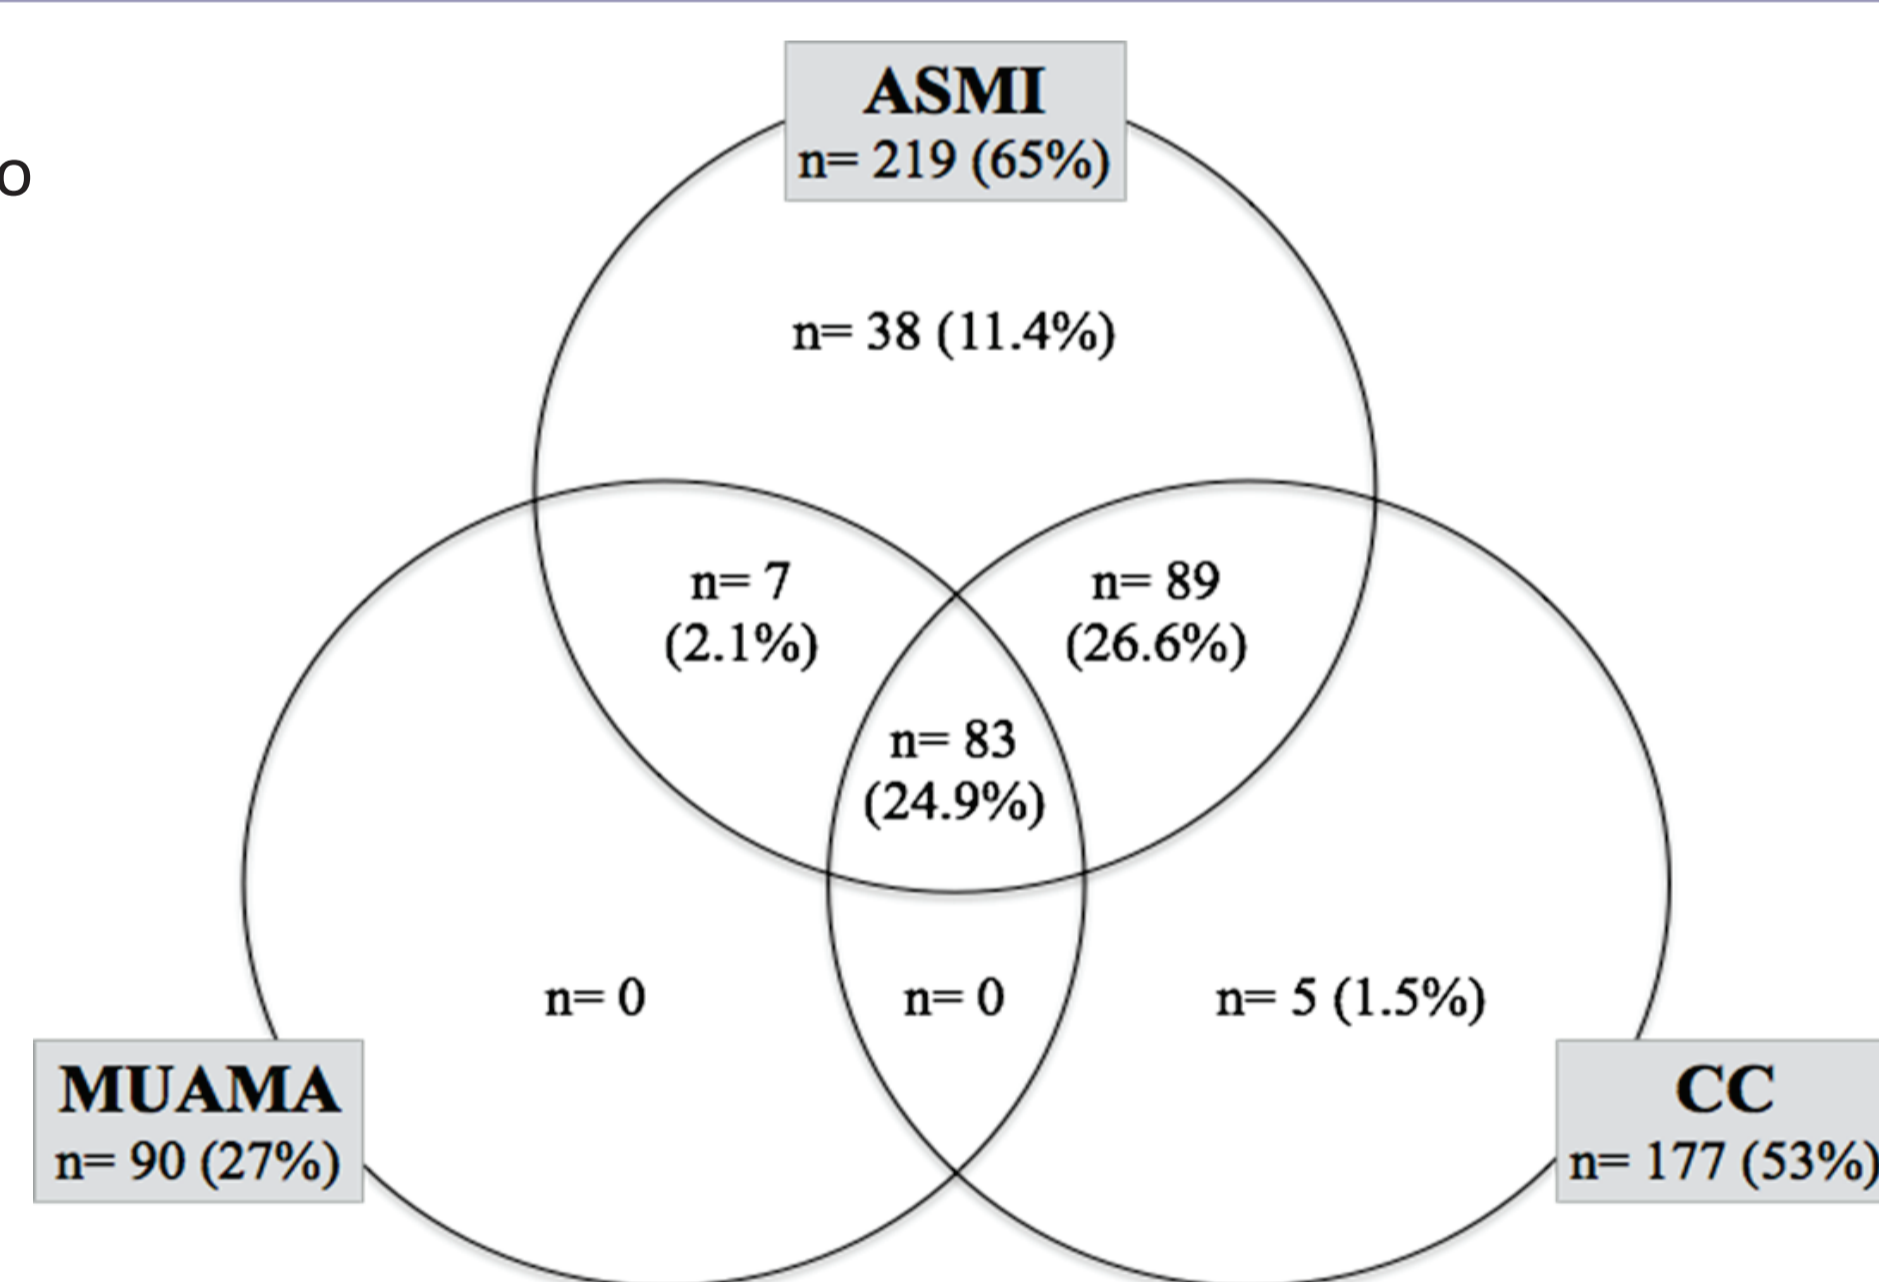 o
ASMI
n= 219 (65%)
n= 38 (11.4%)
n= 7
(2.1%)
n= 89
(26.6%)
n= 83
(24.9%)
n= 0
n= 0
n= 5 (1.5%)
MUAMA
n= 90 (27%)
CC
n= 177 (53%)